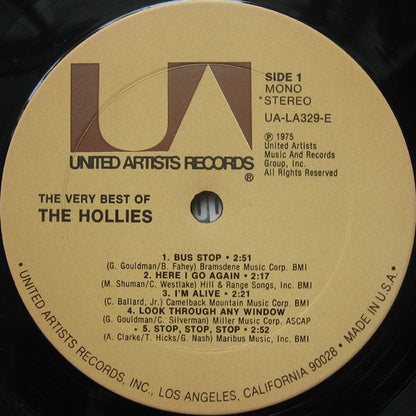 UA
SIDE 1
MONO
*STEREO
UA-LA329-E
UNITED ARTISTS RECORDS
®
℗ 1975
United Artists
Music And Records
Group, Inc.
All Rights Reserved
THE VERY BEST OF
THE HOLLIES
1. BUS STOP • 2:51
(G. Gouldman/B. Fahey) Bramsdene Music Corp. BMI
2. HERE I GO AGAIN • 2:17
(M. Shuman/C. Westlake) Hill & Range Songs, Inc. BMI
3. I'M ALIVE • 2:21
(C. Ballard, Jr.) Camelback Mountain Music Corp. BMI
4. LOOK THROUGH ANY WINDOW
(G. Gouldman/C. Silverman) Miller Music Corp. ASCAP
* 5. STOP, STOP, STOP • 2:52
(A. Clarke/T. Hicks/G. Nash) Maribus Music, Inc. BMI
• UNITED ARTISTS RECORDS, INC., LOS ANGELES, CALIFORNIA 90028 • MADE IN U.S.A. •